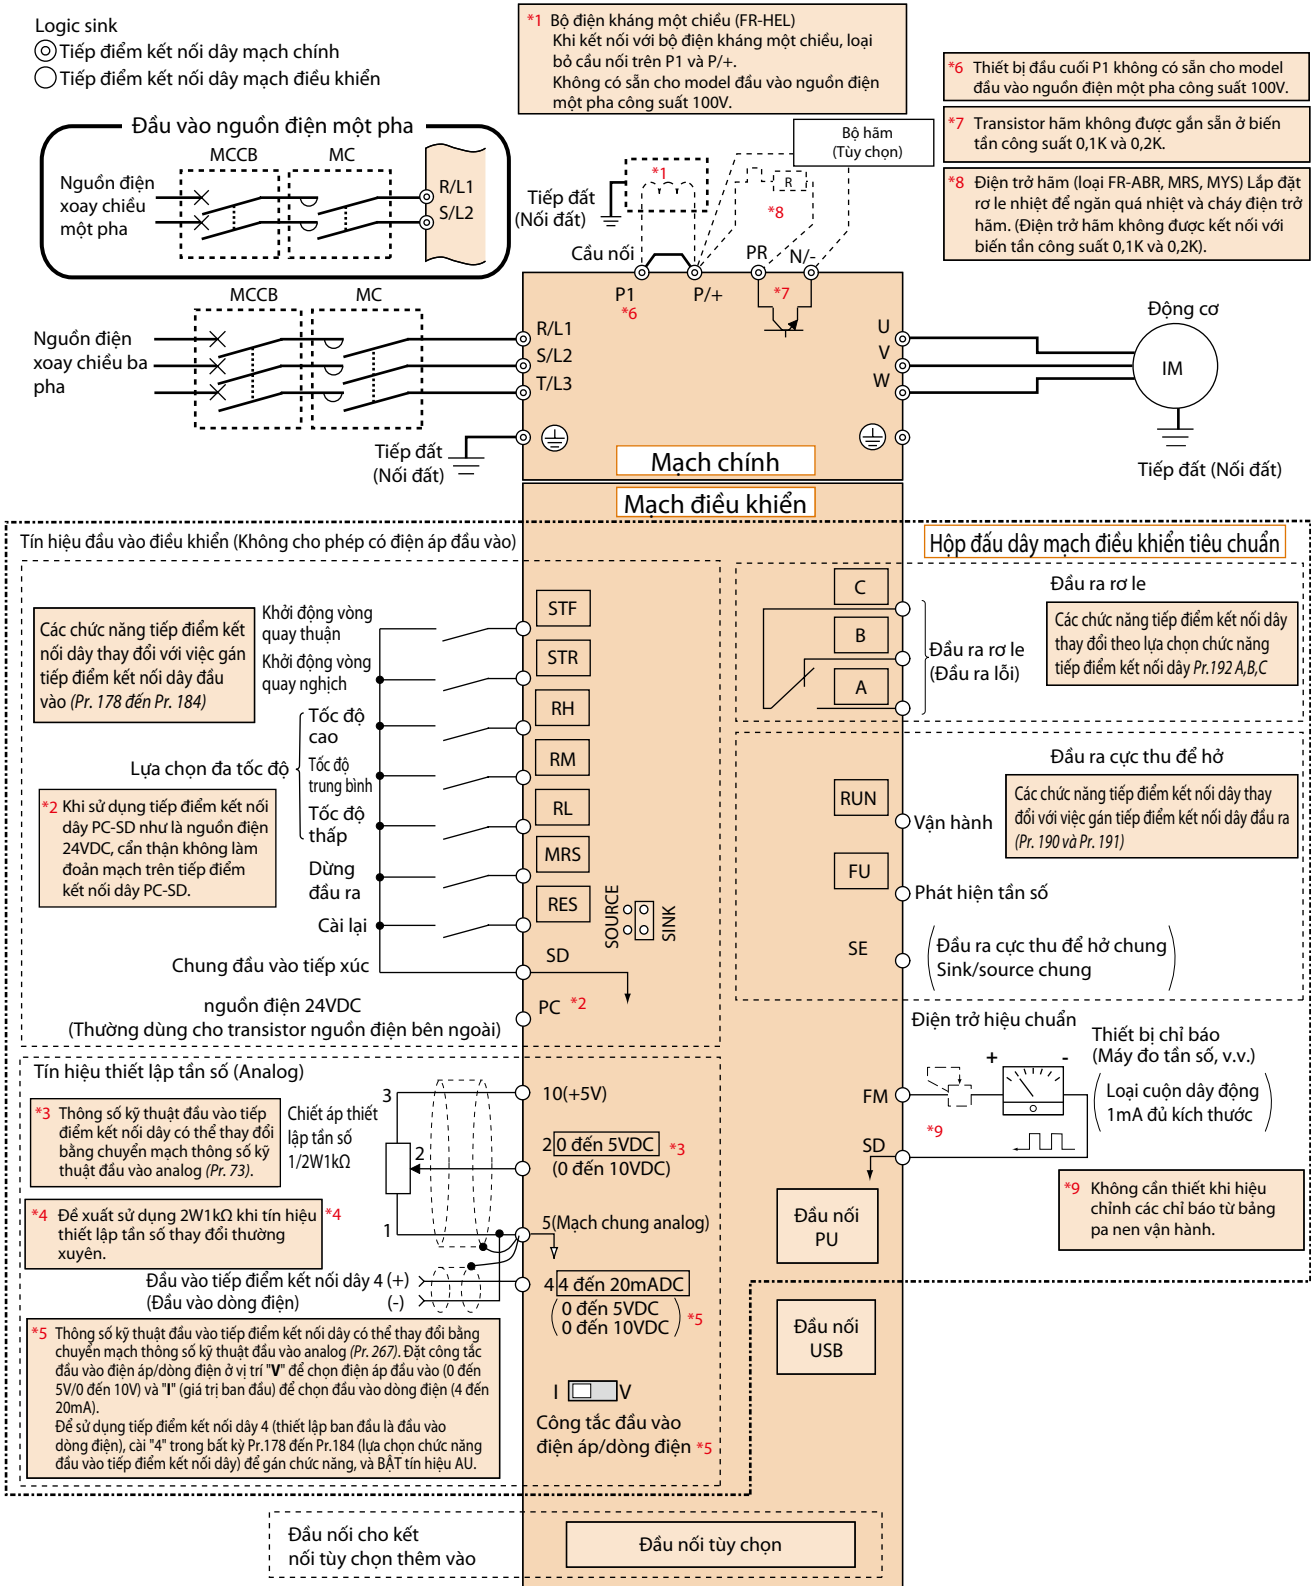 Logic sink
Tiếp điểm kết nối dây mạch chính
Tiếp điểm kết nối dây mạch điều khiển
*1 Bộ điện kháng một chiều (FR-HEL)
Khi kết nối với bộ điện kháng một chiều, loại
bỏ cầu nối trên P1 và P/+.
Không có sẵn cho model đầu vào nguồn điện
một pha công suất 100V.
*6 Thiết bị đầu cuối P1 không có sẵn cho model
đầu vào nguồn điện một pha công suất 100V.
*7 Transistor hãm không được gắn sẵn ở biến
tần công suất 0,1K và 0,2K.
*8 Điện trở hãm (loại FR-ABR, MRS, MYS) Lắp đặt
rơ le nhiệt để ngăn quá nhiệt và cháy điện trở
hãm. (Điện trở hãm không được kết nối với
biến tần công suất 0,1K và 0,2K).
Đầu vào nguồn điện một pha
MCCB
MC
Nguồn điện
xoay chiều
một pha
R/L1
S/L2
Bộ hãm
(Tùy chọn)
*1
R
*8
Tiếp đất
(Nối đất)
Cầu nối
PR
N/-
P1
*6
P/+
*7
MCCB
MC
Nguồn điện
xoay chiều ba
pha
R/L1
S/L2
T/L3
U
V
W
Động cơ
IM
Tiếp đất
(Nối đất)
Tiếp đất (Nối đất)
Mạch chính
Mạch điều khiển
Tín hiệu đầu vào điều khiển (Không cho phép có điện áp đầu vào)
Hộp đấu dây mạch điều khiển tiêu chuẩn
Các chức năng tiếp điểm kết
nối dây thay đổi với việc gán
tiếp điểm kết nối dây đầu
vào (Pr. 178 đến Pr. 184)
Khởi động vòng
quay thuận
Khởi động vòng
quay nghịch
Tốc độ
cao
Lựa chọn đa tốc độ
Tốc độ
trung bình
Tốc độ
thấp
*2 Khi sử dụng tiếp điểm kết nối
dây PC-SD như là nguồn điện
24VDC, cẩn thận không làm
đoản mạch trên tiếp điểm
kết nối dây PC-SD.
Dừng
đầu ra
Cài lại
Chung đầu vào tiếp xúc
nguồn điện 24VDC
(Thường dùng cho transistor nguồn điện bên ngoài)
STF
STR
RH
RM
RL
MRS
RES
SOURCE
SINK
SD
PC *2
C
B
A
Đầu ra rơ le
(Đầu ra lỗi)
Đầu ra rơ le
Các chức năng tiếp điểm kết nối dây
thay đổi theo lựa chọn chức năng
tiếp điểm kết nối dây Pr.192 A,B,C
Đầu ra cực thu để hở
Các chức năng tiếp điểm kết nối dây thay
đổi với việc gán tiếp điểm kết nối dây đầu ra
(Pr. 190 và Pr. 191)
RUN
Vận hành
FU
Phát hiện tần số
SE
Đầu ra cực thu để hở chung
Sink/source chung
Tín hiệu thiết lập tần số (Analog)
*3 Thông số kỹ thuật đầu vào tiếp
điểm kết nối dây có thể thay đổi
bằng chuyển mạch thông số kỹ
thuật đầu vào analog (Pr. 73).
Chiết áp thiết
lập tần số
1/2W1kΩ
*4 Đề xuất sử dụng 2W1kΩ khi tín hiệu
thiết lập tần số thay đổi thường
xuyên.
*4
3
2
1
10(+5V)
2 0 đến 5VDC *3
(0 đến 10VDC)
5(Mạch chung analog)
Đầu vào tiếp điểm kết nối dây 4 (+)
(Đầu vào dòng điện) (-)
4 4 đến 20mADC
0 đến 5VDC
0 đến 10VDC *5
*5 Thông số kỹ thuật đầu vào tiếp điểm kết nối dây có thể thay đổi bằng
chuyển mạch thông số kỹ thuật đầu vào analog (Pr. 267). Đặt công tắc
đầu vào điện áp/dòng điện ở vị trí "V" để chọn điện áp đầu vào (0 đến
5V/0 đến 10V) và "I" (giá trị ban đầu) để chọn đầu vào dòng điện (4 đến
20mA).
Để sử dụng tiếp điểm kết nối dây 4 (thiết lập ban đầu là đầu vào
dòng điện), cài "4" trong bất kỳ Pr.178 đến Pr.184 (lựa chọn chức năng
đầu vào tiếp điểm kết nối dây) để gán chức năng, và BẬT tín hiệu AU.
I V
Công tắc đầu vào
điện áp/dòng điện *5
Điện trở hiệu chuẩn
Thiết bị chỉ báo
(Máy đo tần số, v.v.)
+ -
Loại cuộn dây động
1mA đủ kích thước
FM
*9
SD
*9 Không cần thiết khi hiệu
chỉnh các chỉ báo từ bảng
pa nen vận hành.
Đầu nối
PU
Đầu nối
USB
Đầu nối cho kết
nối tùy chọn thêm vào
Đầu nối tùy chọn